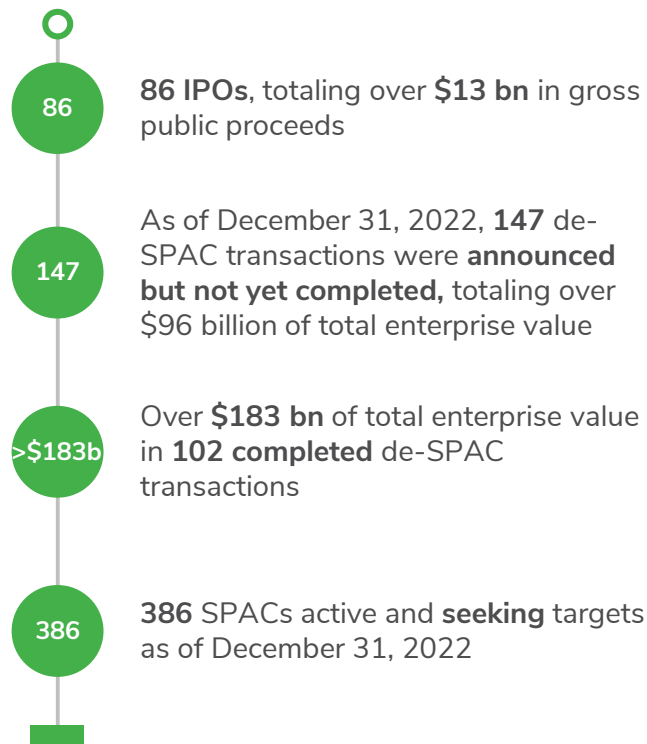 86
86 IPOs, totaling over $13 bn in gross
public proceeds
147
As of December 31, 2022, 147 de-
SPAC transactions were announced
but not yet completed, totaling over
$96 billion of total enterprise value
>$183b
Over $183 bn of total enterprise value
in 102 completed de-SPAC
transactions
386
386 SPACs active and seeking targets
as of December 31, 2022